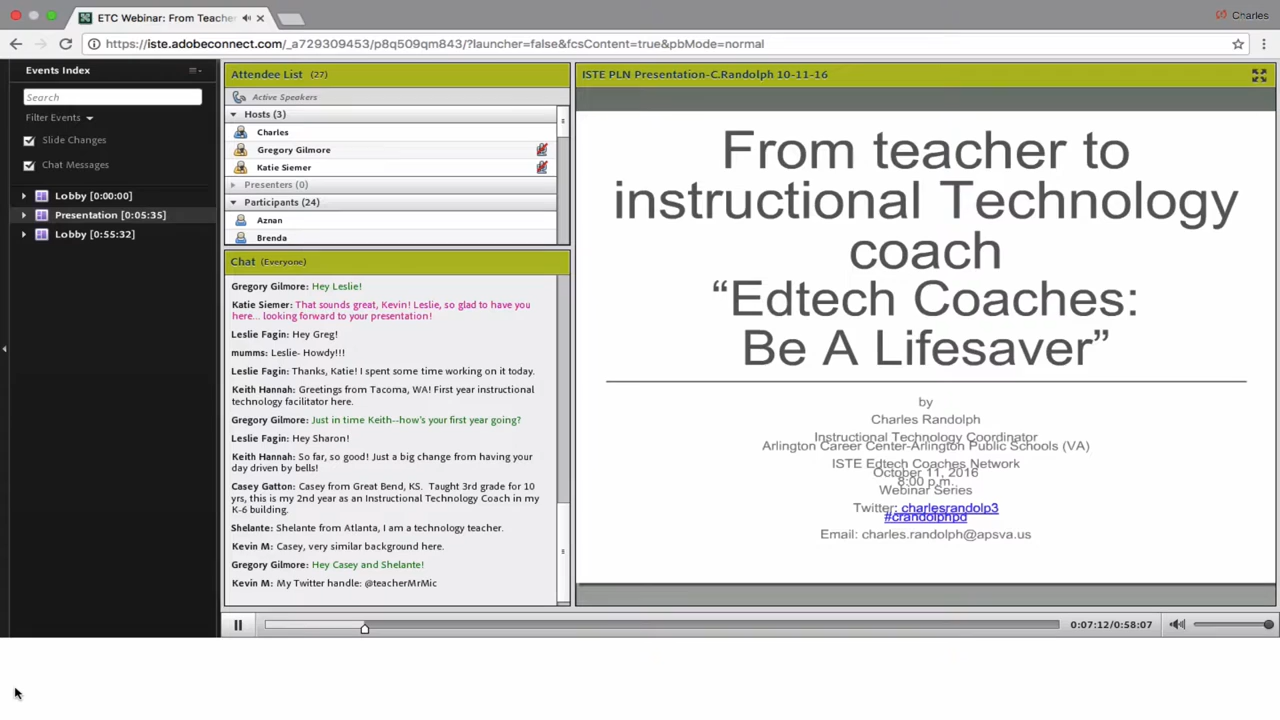 ETC Webinar: From Teacher
Charles
https://iste.adobeconnect.com/_a729309453/p8q509qm843/?launcher=false&fcsContent=true&pbMode=normal
Events Index
Search
Filter Events
Slide Changes
Chat Messages
Lobby [0:00:00]
Presentation [0:05:35]
Lobby [0:55:32]
Attendee List (27)
Active Speakers
Hosts (3)
Charles
Gregory Gilmore
Katie Siemer
Presenters (0)
Participants (24)
Aznan
Brenda
Chat (Everyone)
Gregory Gilmore: Hey Leslie!
Katie Siemer: That sounds great, Kevin! Leslie, so glad to have you
here... looking forward to your presentation!
Leslie Fagin: Hey Greg!
mumms: Leslie- Howdy!!!
Leslie Fagin: Thanks, Katie! I spent some time working on it today.
Keith Hannah: Greetings from Tacoma, WA! First year instructional
technology facilitator here.
Gregory Gilmore: Just in time Keith--how's your first year going?
Leslie Fagin: Hey Sharon!
Keith Hannah: So far, so good! Just a big change from having your
day driven by bells!
Casey Gatton: Casey from Great Bend, KS. Taught 3rd grade for 10
yrs, this is my 2nd year as an Instructional Technology Coach in my
K-6 building.
Shelante: Shelante from Atlanta, I am a technology teacher.
Kevin M: Casey, very similar background here.
Gregory Gilmore: Hey Casey and Shelante!
Kevin M: My Twitter handle: @teacherMrMic
ISTE PLN Presentation-C.Randolph 10-11-16
From teacher to
instructional Technology
coach
“Edtech Coaches:
Be A Lifesaver”
by
Charles Randolph
Instructional Technology Coordinator
Arlington Career Center-Arlington Public Schools (VA)
ISTE Edtech Coaches Network
October 11, 2016
8:00 p.m.
Webinar Series
Twitter: charlesrandolp3
#crandolphpd
Email: charles.randolph@apsva.us
0:07:12/0:58:07